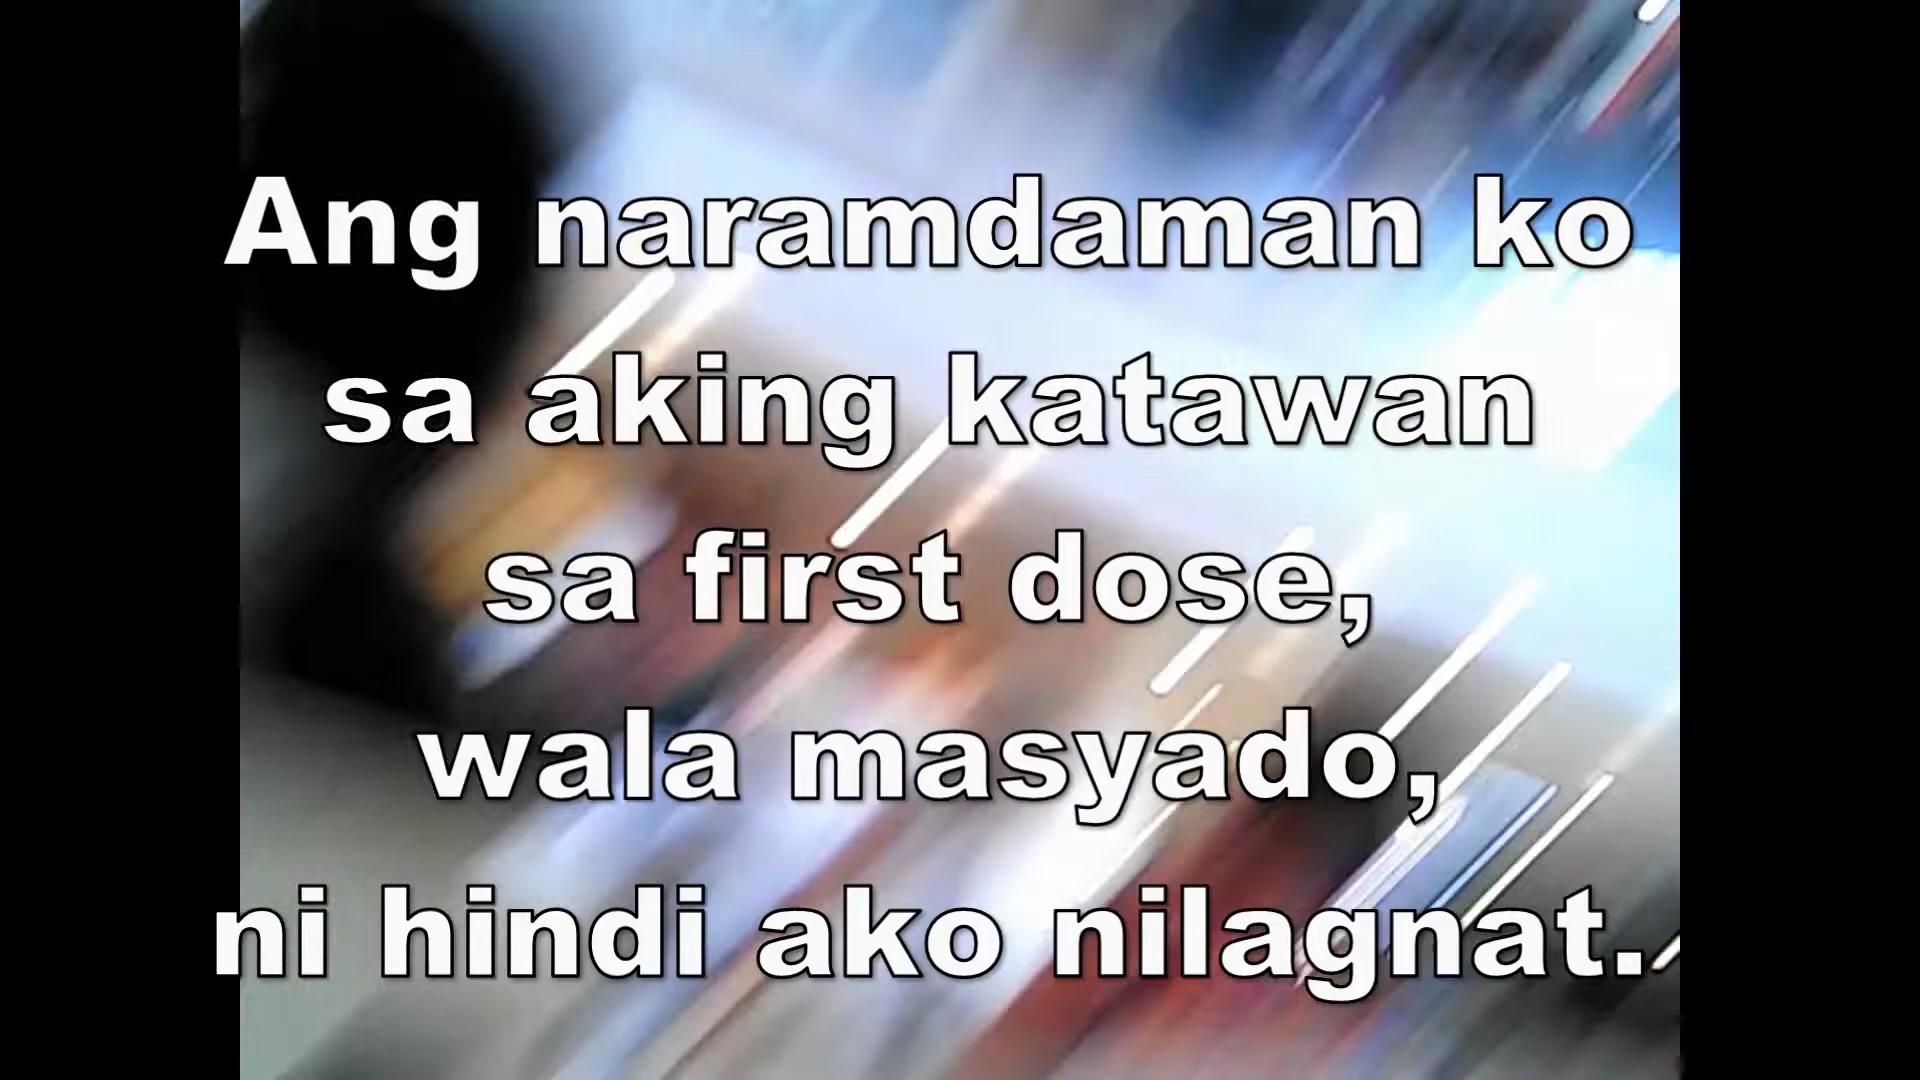 Ang naramdaman ko
sa aking katawan
sa first dose,
wala masyado,
ni hindi ako nilagnat.